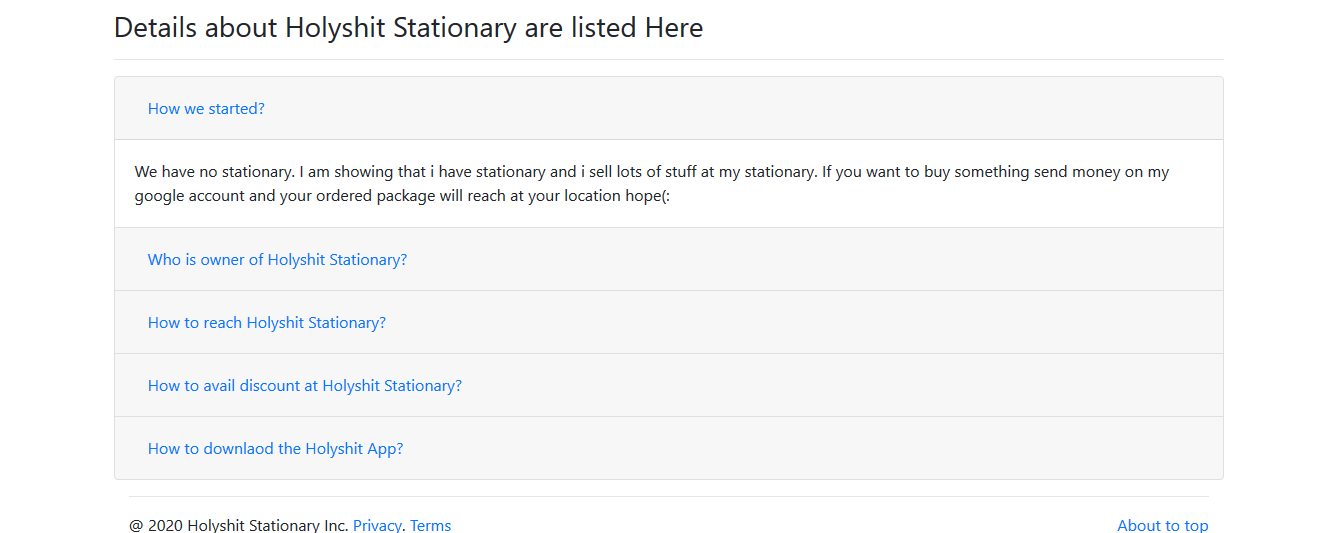 Details about Holyshit Stationary are listed Here
How we started?
We have no stationary. I am showing that i have stationary and i sell lots of stuff at my stationary. If you want to buy something send money on my
google account and your ordered package will reach at your location hope(:
Who is owner of Holyshit Stationary?
How to reach Holyshit Stationary?
How to avail discount at Holyshit Stationary?
How to downlaod the Holyshit App?
@ 2020 Holyshit Stationary Inc. Privacy. Terms
About to top